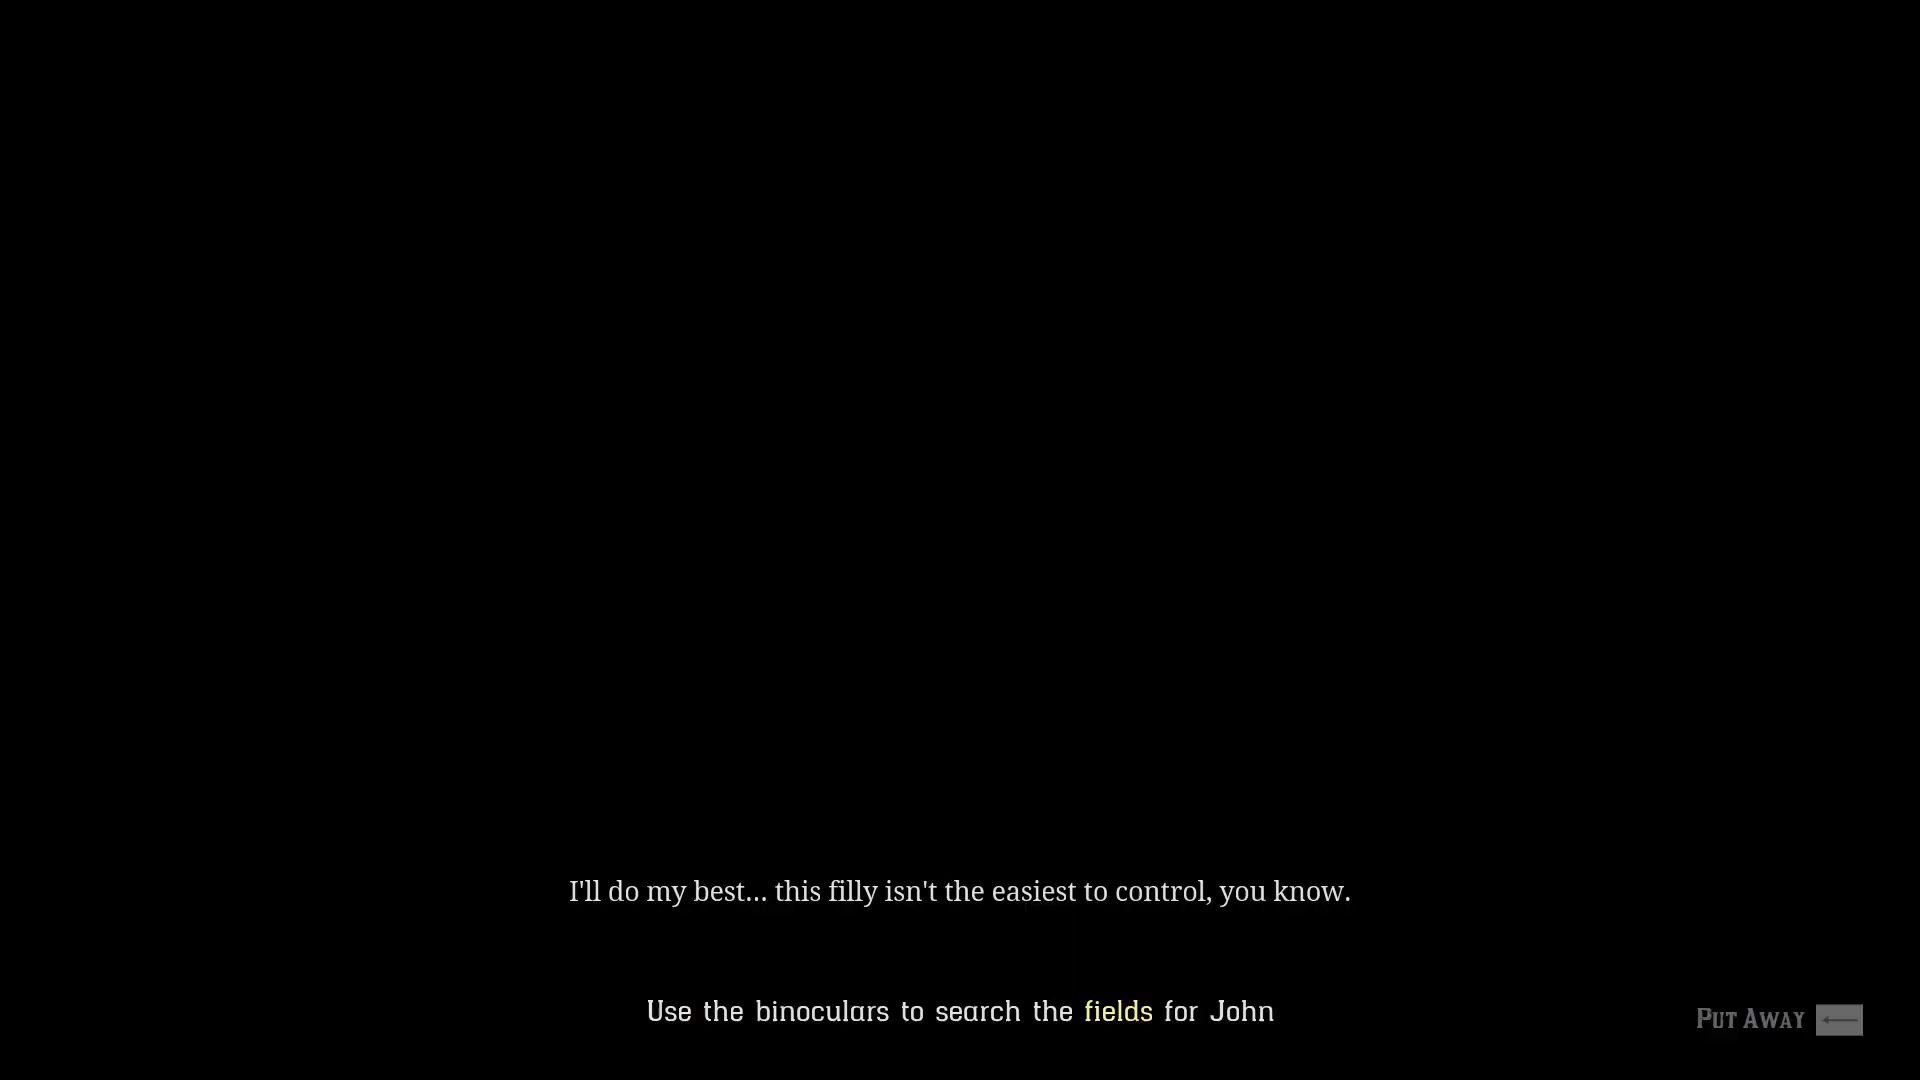 I'll do my best... this filly isn't the easiest to control, you know.
Use the binoculars to search the fields for John
Put Away